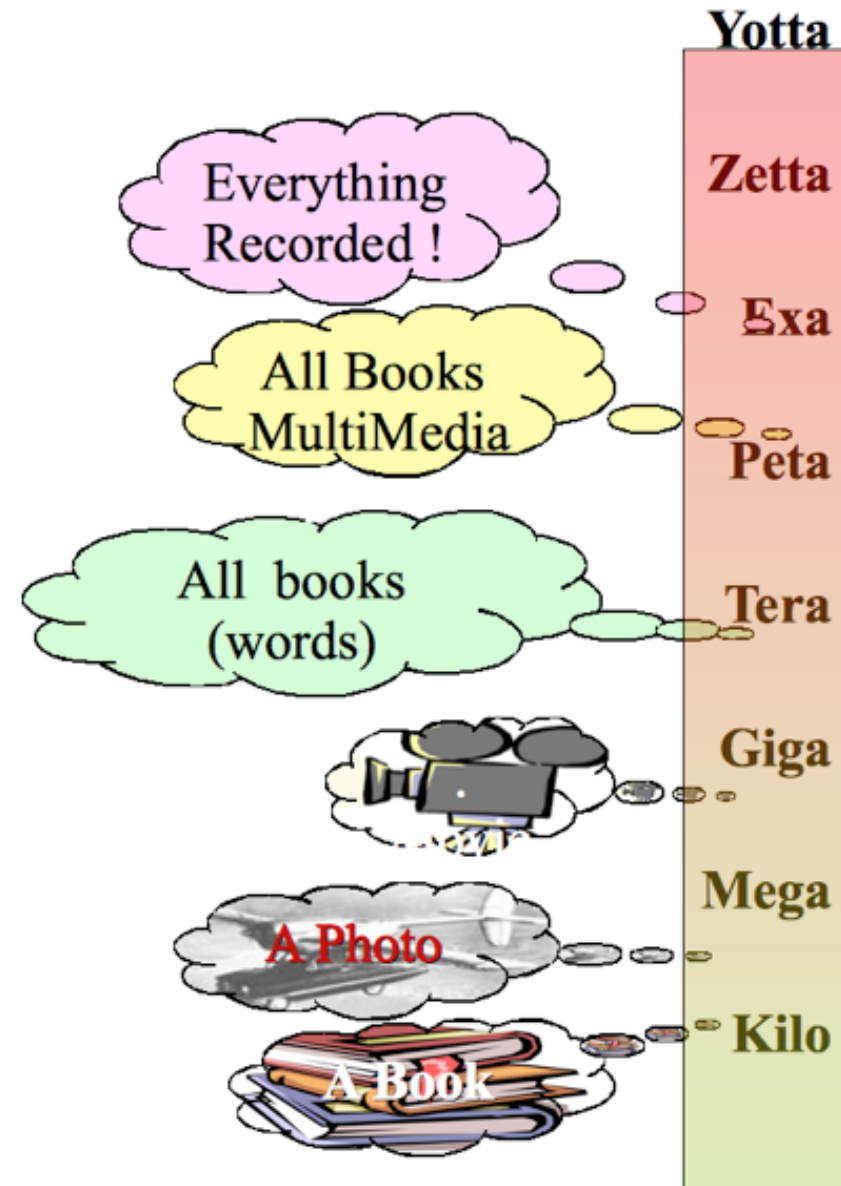 Yotta
Zetta
Everything
Recorded !
Exa
All Books
MultiMedia
Peta
All books
(words)
Tera
Giga
Mega
A Photo
Kilo
A Book